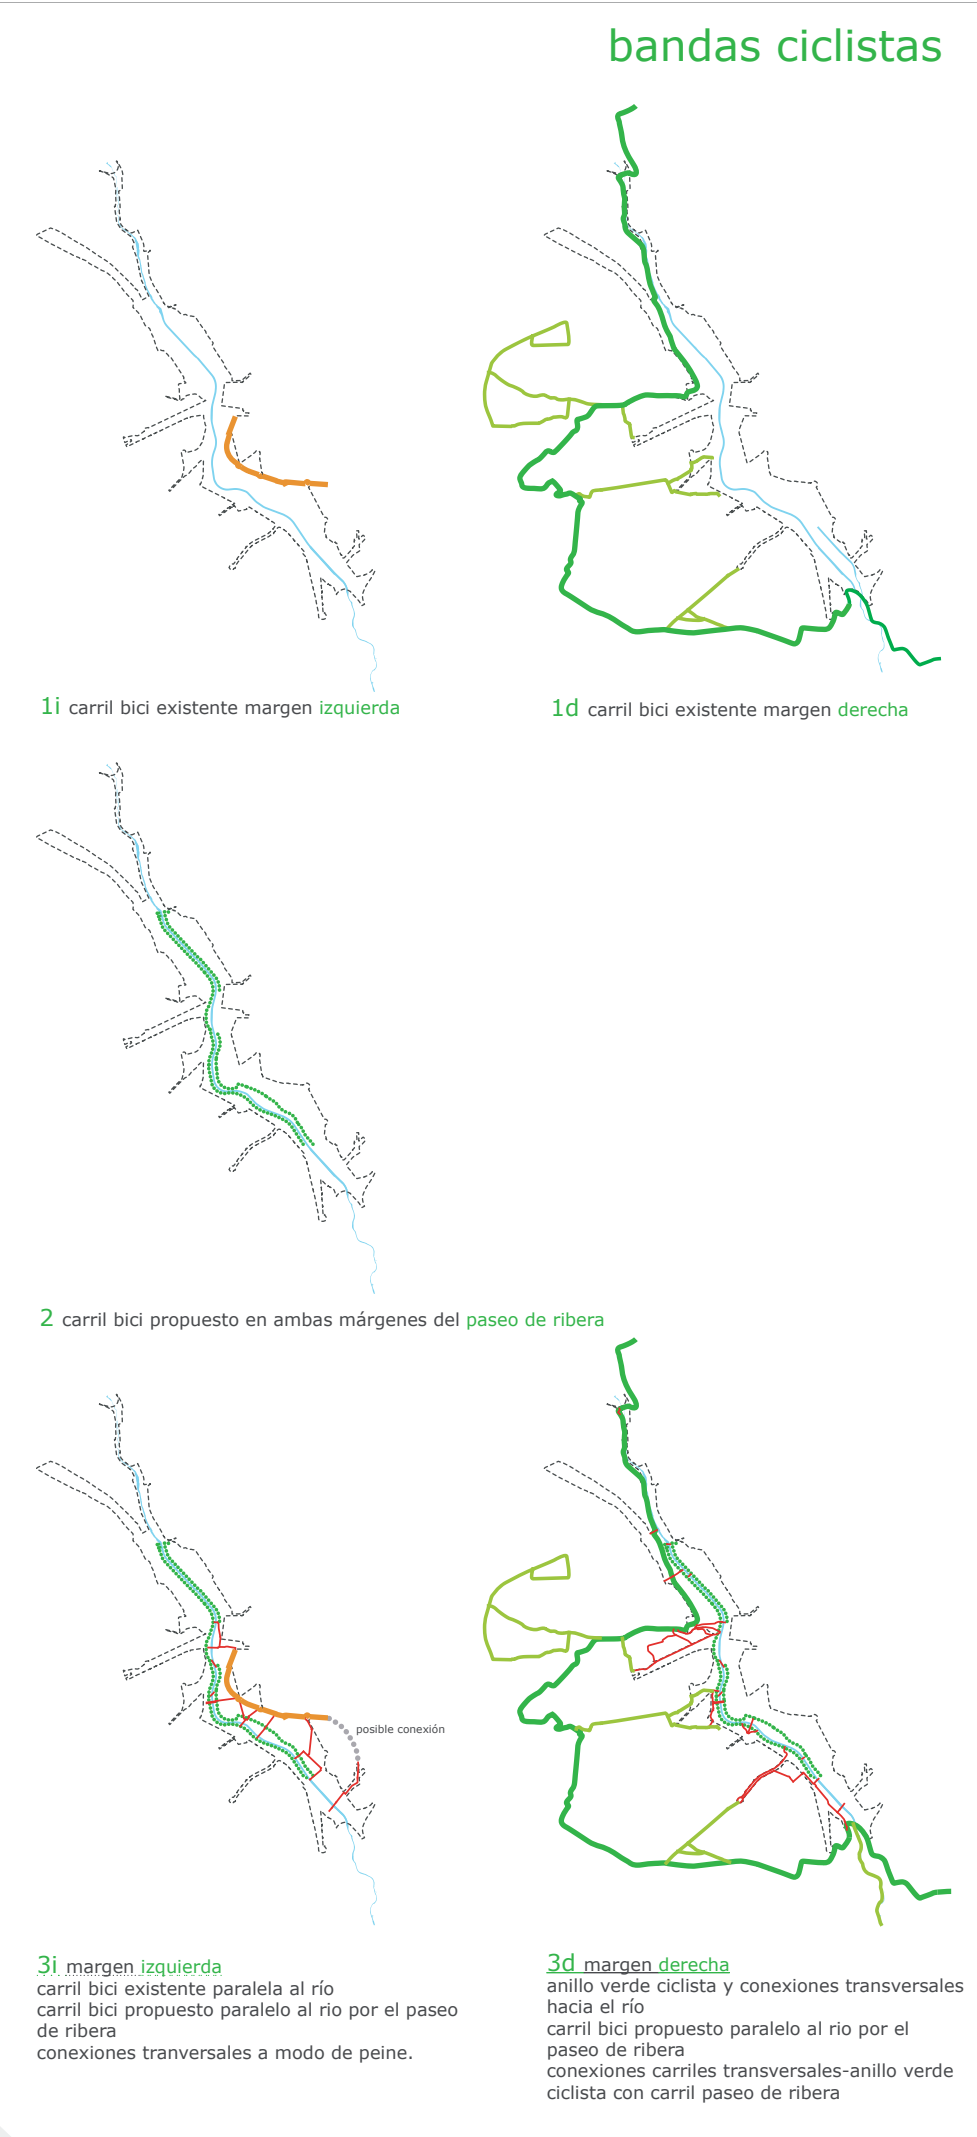 bandas ciclistas
1i carril bici existente margen izquierda
1d carril bici existente margen derecha
2 carril bici propuesto en ambas márgenes del paseo de ribera
posible conexión
3i margen izquierda
carril bici existente paralela al río
carril bici propuesto paralelo al rio por el paseo
de ribera
conexiones tranversales a modo de peine.
3d margen derecha
anillo verde ciclista y conexiones transversales
hacia el río
carril bici propuesto paralelo al rio por el
paseo de ribera
conexiones carriles transversales-anillo verde
ciclista con carril paseo de ribera